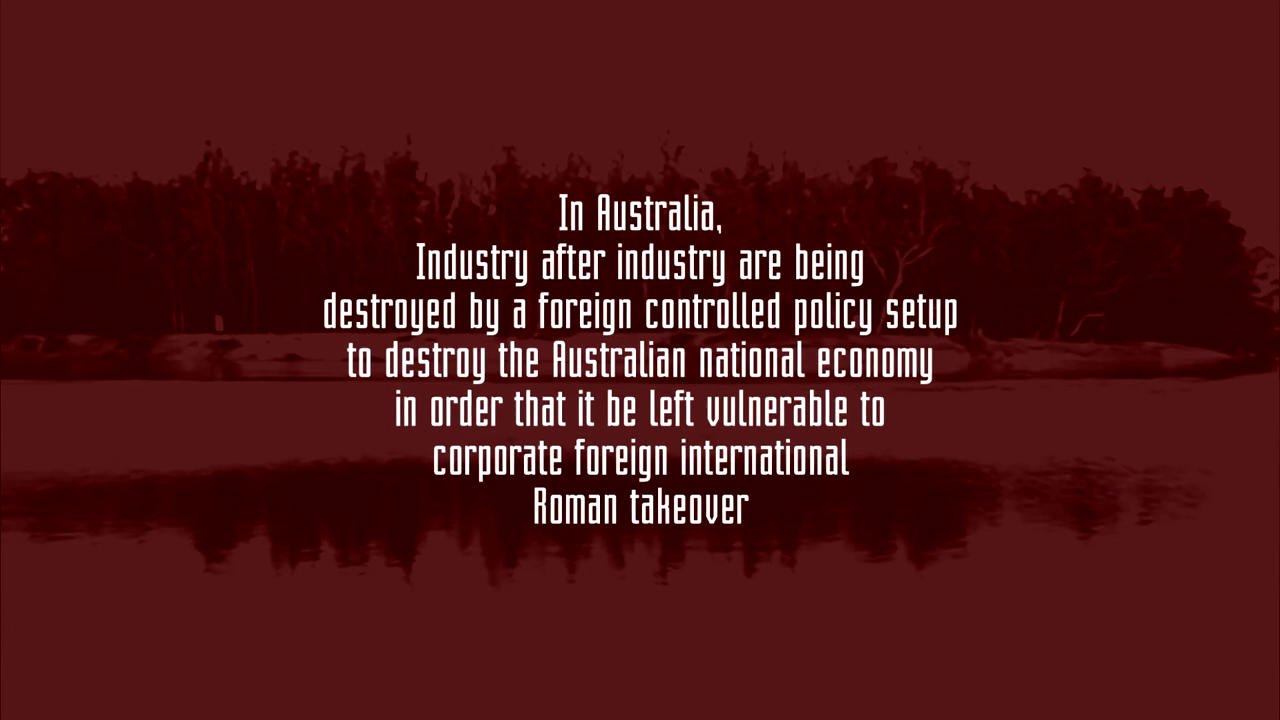 In Australia,
Industry after industry are being
destroyed by a foreign controlled policy setup
to destroy the Australian national economy
in order that it be left vulnerable to
corporate foreign international
Roman takeover